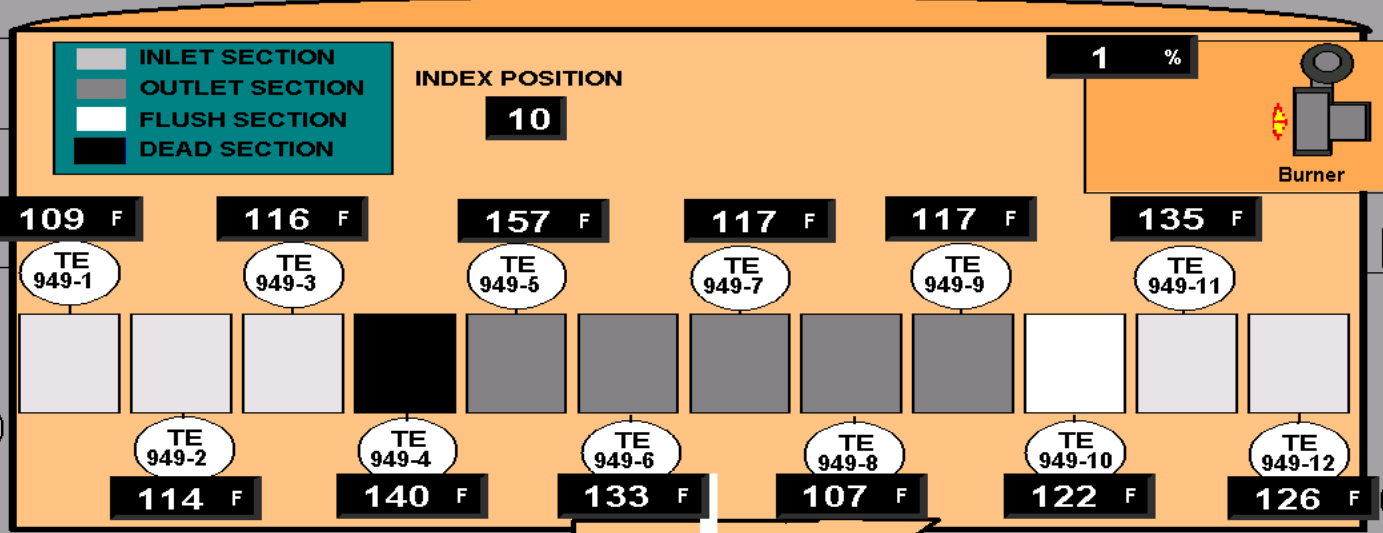 INLET SECTION
OUTLET SECTION
FLUSH SECTION
DEAD SECTION
INDEX POSITION
10
1 %
Burner
109 F
116 F
157 F
117 F
117 F
135 F
TE
949-1
TE
949-3
TE
949-5
TE
949-7
TE
949-9
TE
949-11
TE
949-2
TE
949-4
TE
949-6
TE
949-8
TE
949-10
TE
949-12
114 F
140 F
133 F
107 F
122 F
126 F